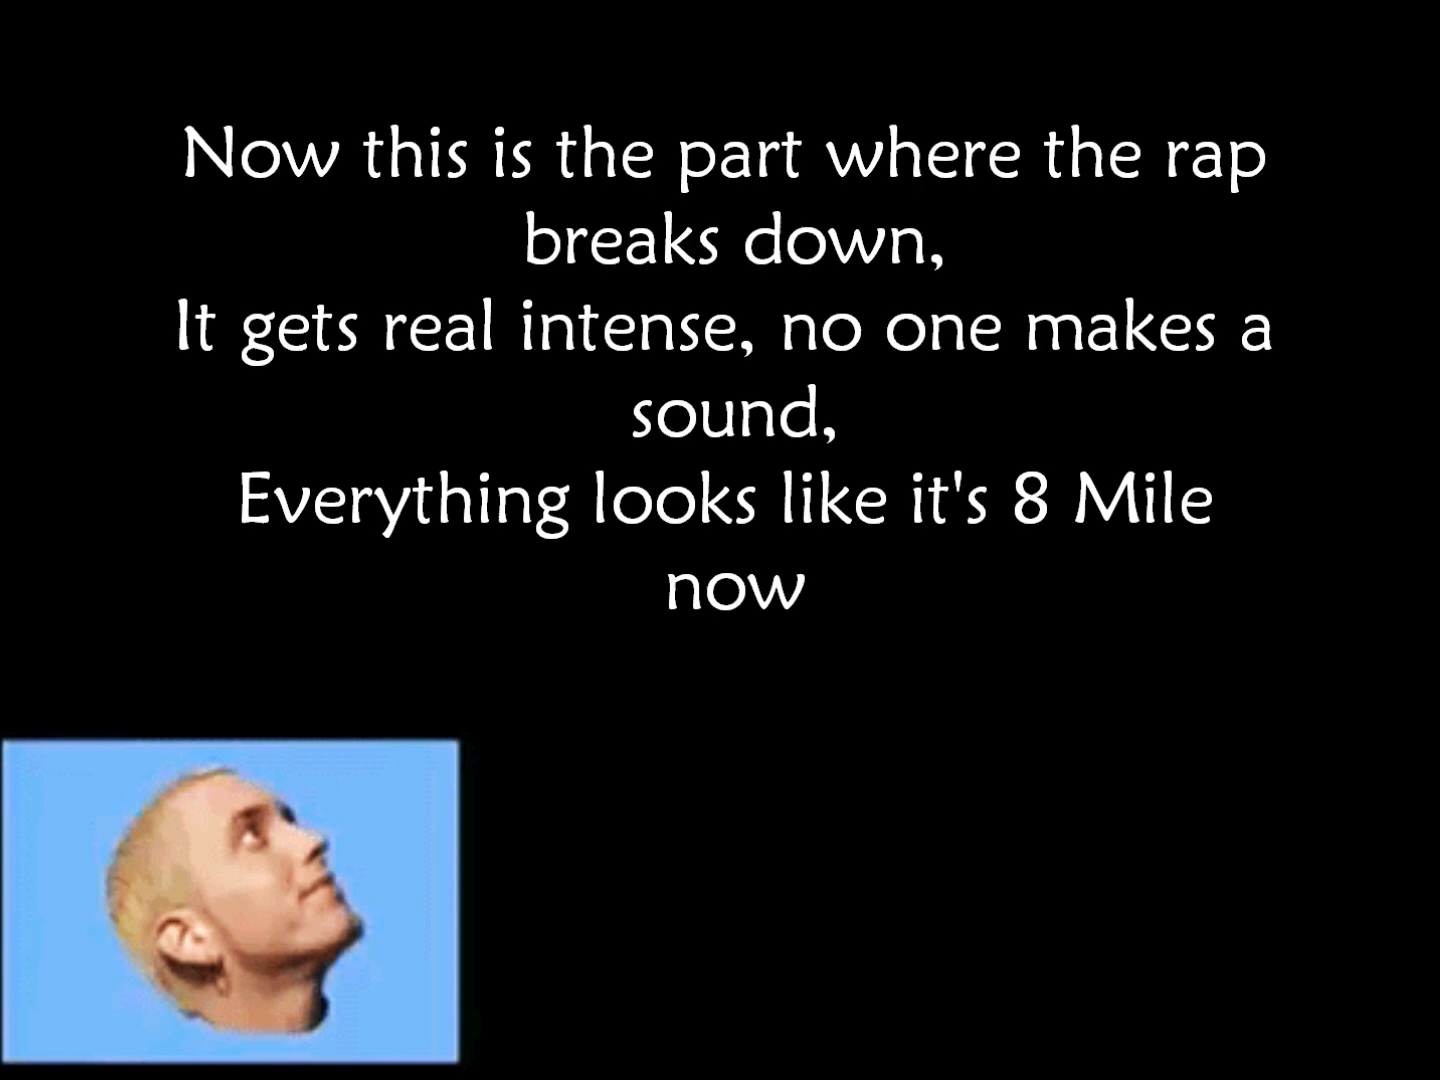 Now this is the part where the rap
breaks down,
It gets real intense, no one makes a
sound,
Everything looks like it's 8 Mile
now